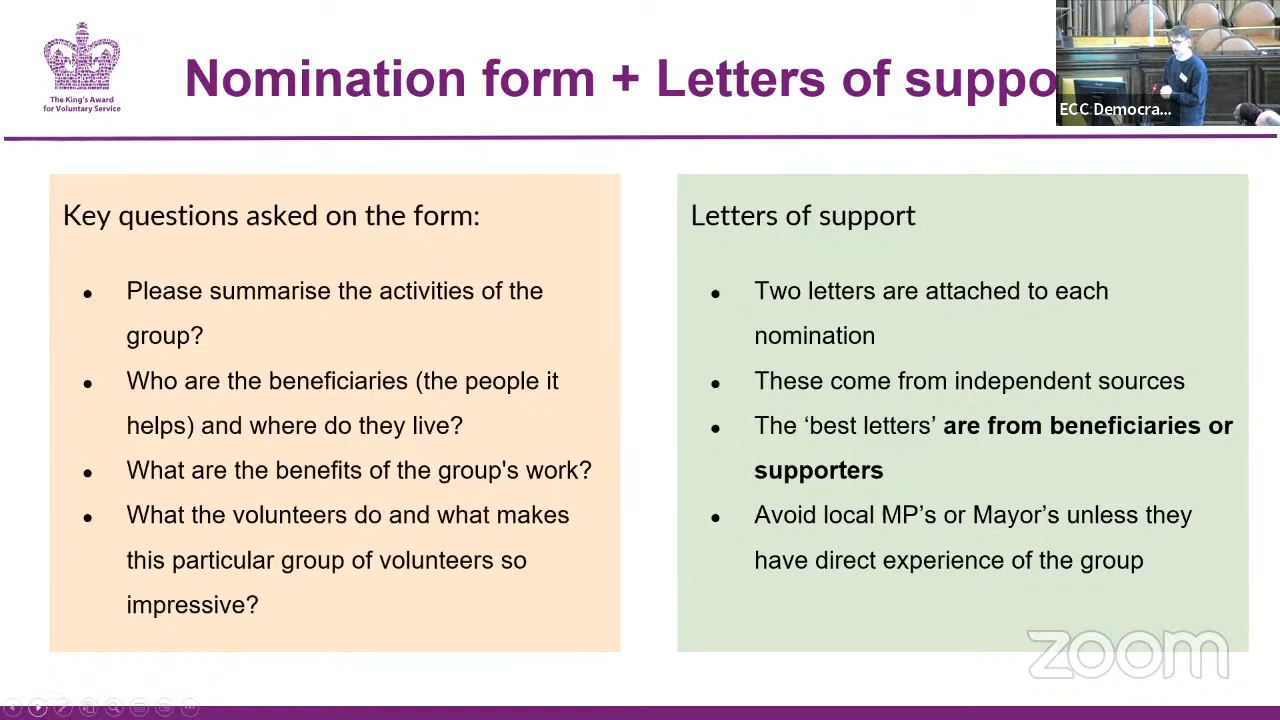 The King's Award
for Voluntary Service
Nomination form + Letters of suppo
ECC Democra...
Key questions asked on the form:
● Please summarise the activities of the
group?
● Who are the beneficiaries (the people it
helps) and where do they live?
● What are the benefits of the group's work?
● What the volunteers do and what makes
this particular group of volunteers so
impressive?
Letters of support
● Two letters are attached to each
nomination
● These come from independent sources
● The ‘best letters’ are from beneficiaries or
supporters
● Avoid local MP’s or Mayor’s unless they
have direct experience of the group
zoom